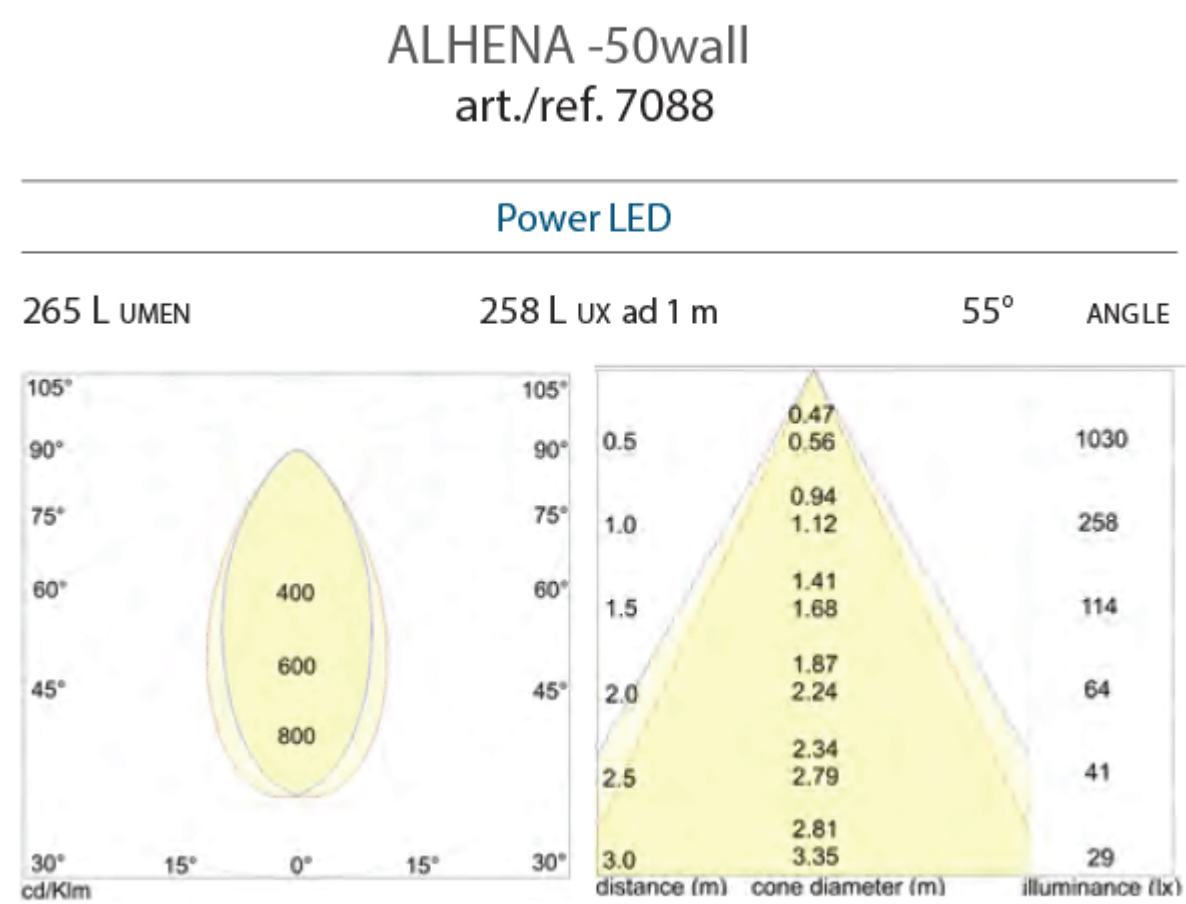 ALHENA -50wall
art./ref. 7088
Power LED
265 L UMEN 258 L UX ad 1 m 55° ANGLE
105° 105°
90° 90°
75° 75°
60° 400 60°
600
45° 45°
800
30° 15° 0° 15° 30°
cd/Klm
0.47
0.5 0.56 1030
0.94
1.0 1.12 258
1.41
1.5 1.68 114
1.87
2.0 2.24 64
2.34
2.5 2.79 41
2.81
3.0 3.35 29
distance (m) cone diameter (m) illuminance (lx)